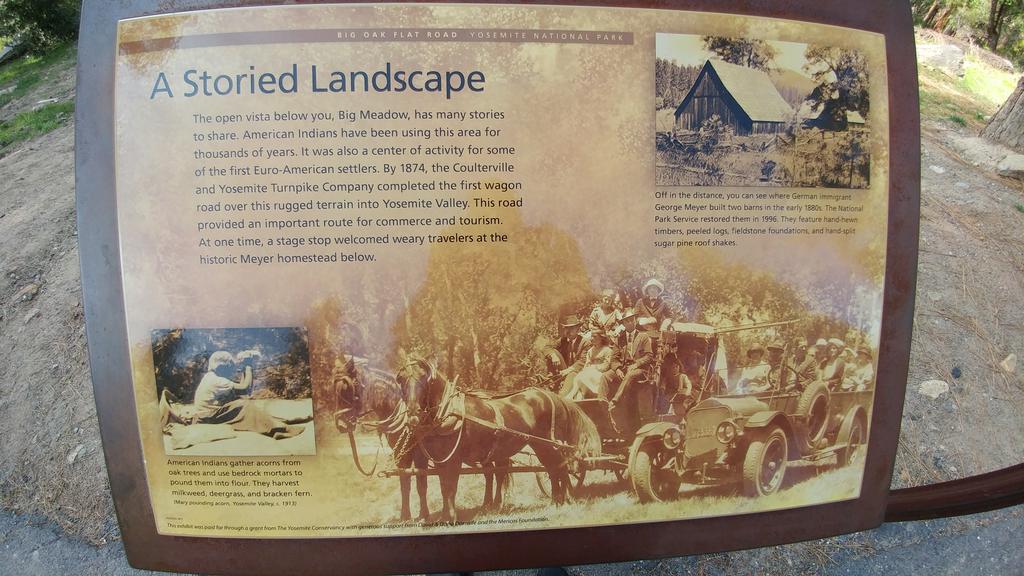 BIG OAK FLAT ROAD YOSEMITE NATIONAL PARK
A Storied Landscape
The open vista below you, Big Meadow, has many stories
to share. American Indians have been using this area for
thousands of years. It was also a center of activity for some
of the first Euro-American settlers. By 1874, the Coulterville
and Yosemite Turnpike Company completed the first wagon
road over this rugged terrain into Yosemite Valley. This road
provided an important route for commerce and tourism.
At one time, a stage stop welcomed weary travelers at the
historic Meyer homestead below.
Off in the distance, you can see where German immigrant
George Meyer built two barns in the early 1880s. The National
Park Service restored them in 1996. They feature hand-hewn
timbers, peeled logs, fieldstone foundations, and hand-split
sugar pine roof shakes.
American Indians gather acorns from
oak trees and use bedrock mortars to
pound them into flour. They harvest
milkweed, deergrass, and bracken fern.
(Mary pounding acorn, Yosemite Valley, c. 1913)
This exhibit was paid for through a grant from The Yosemite Conservancy with generous support from David & and the Foundation.